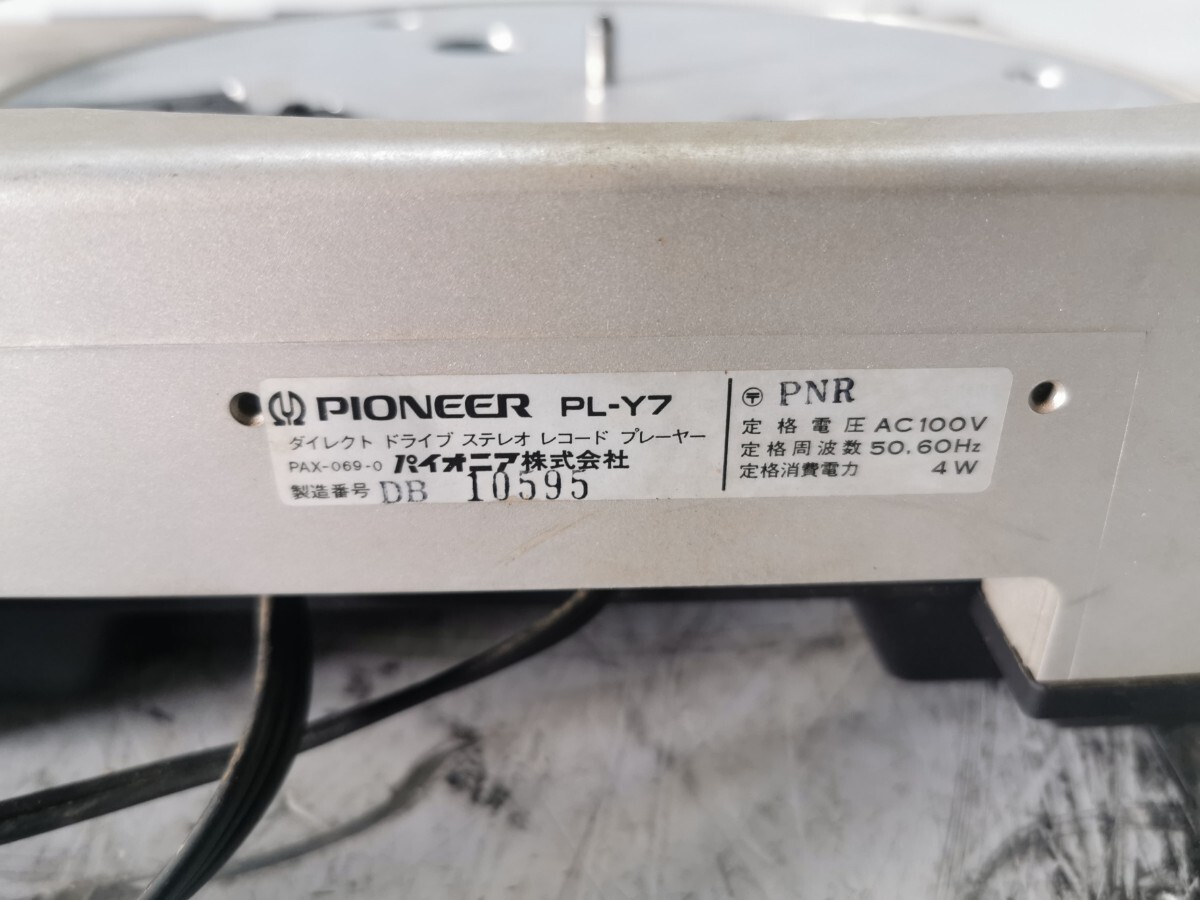 PIONEER PL-Y7
ダイレクト ドライブ ステレオ レコード プレーヤー
PAX-069-0 パイオニア株式会社
製造番号 DB 10595
〶 PNR
定格電圧 AC100V
定格周波数 50.60Hz
定格消費電力 4W